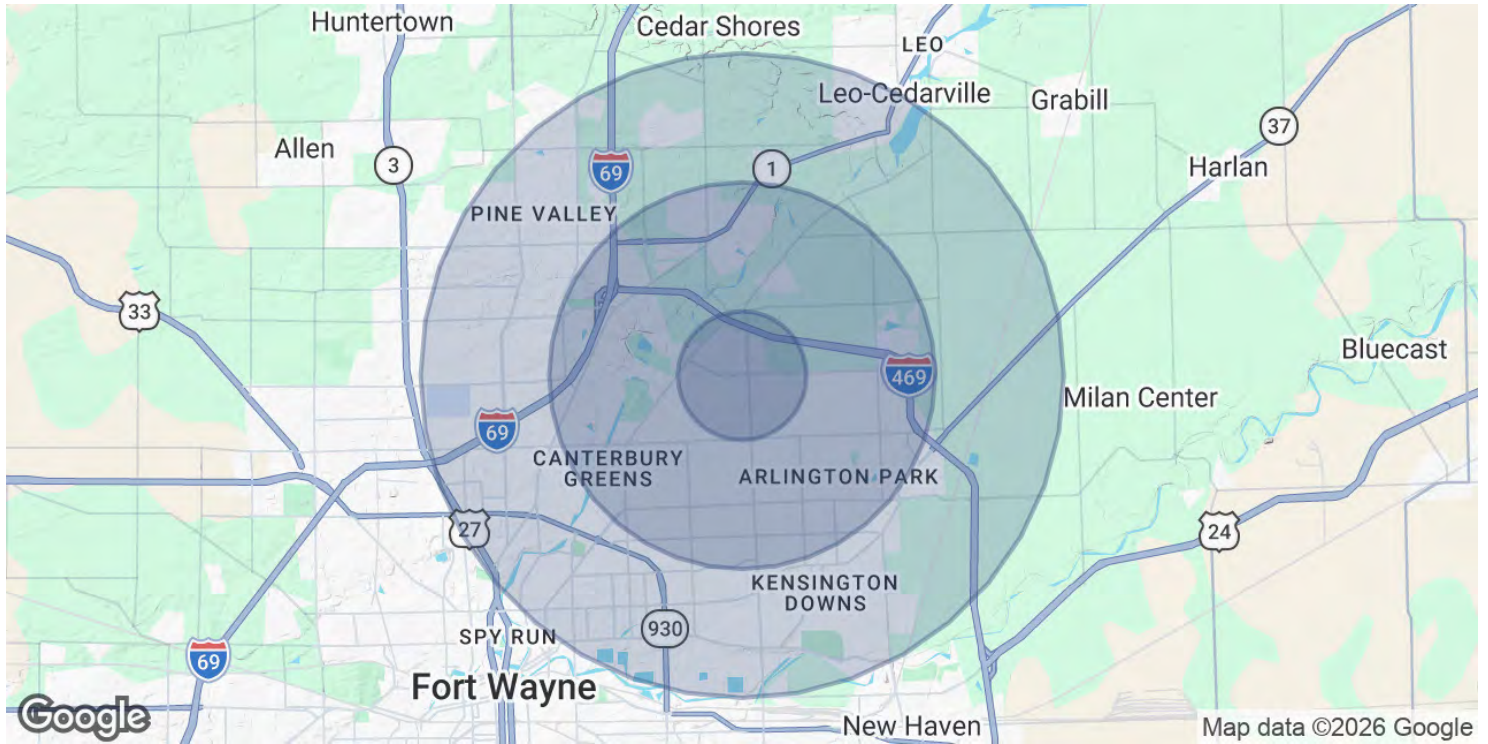 Huntertown
Cedar Shores
LEO
Leo-Cedarville
Grabill
37
Allen
3
69
1
Harlan
PINE VALLEY
33
Bluecast
469
Milan Center
69
CANTERBURY
GREENS
ARLINGTON PARK
27
24
KENSINGTON
DOWNS
930
SPY RUN
69
Fort Wayne
New Haven
Google
Map data ©2026 Google